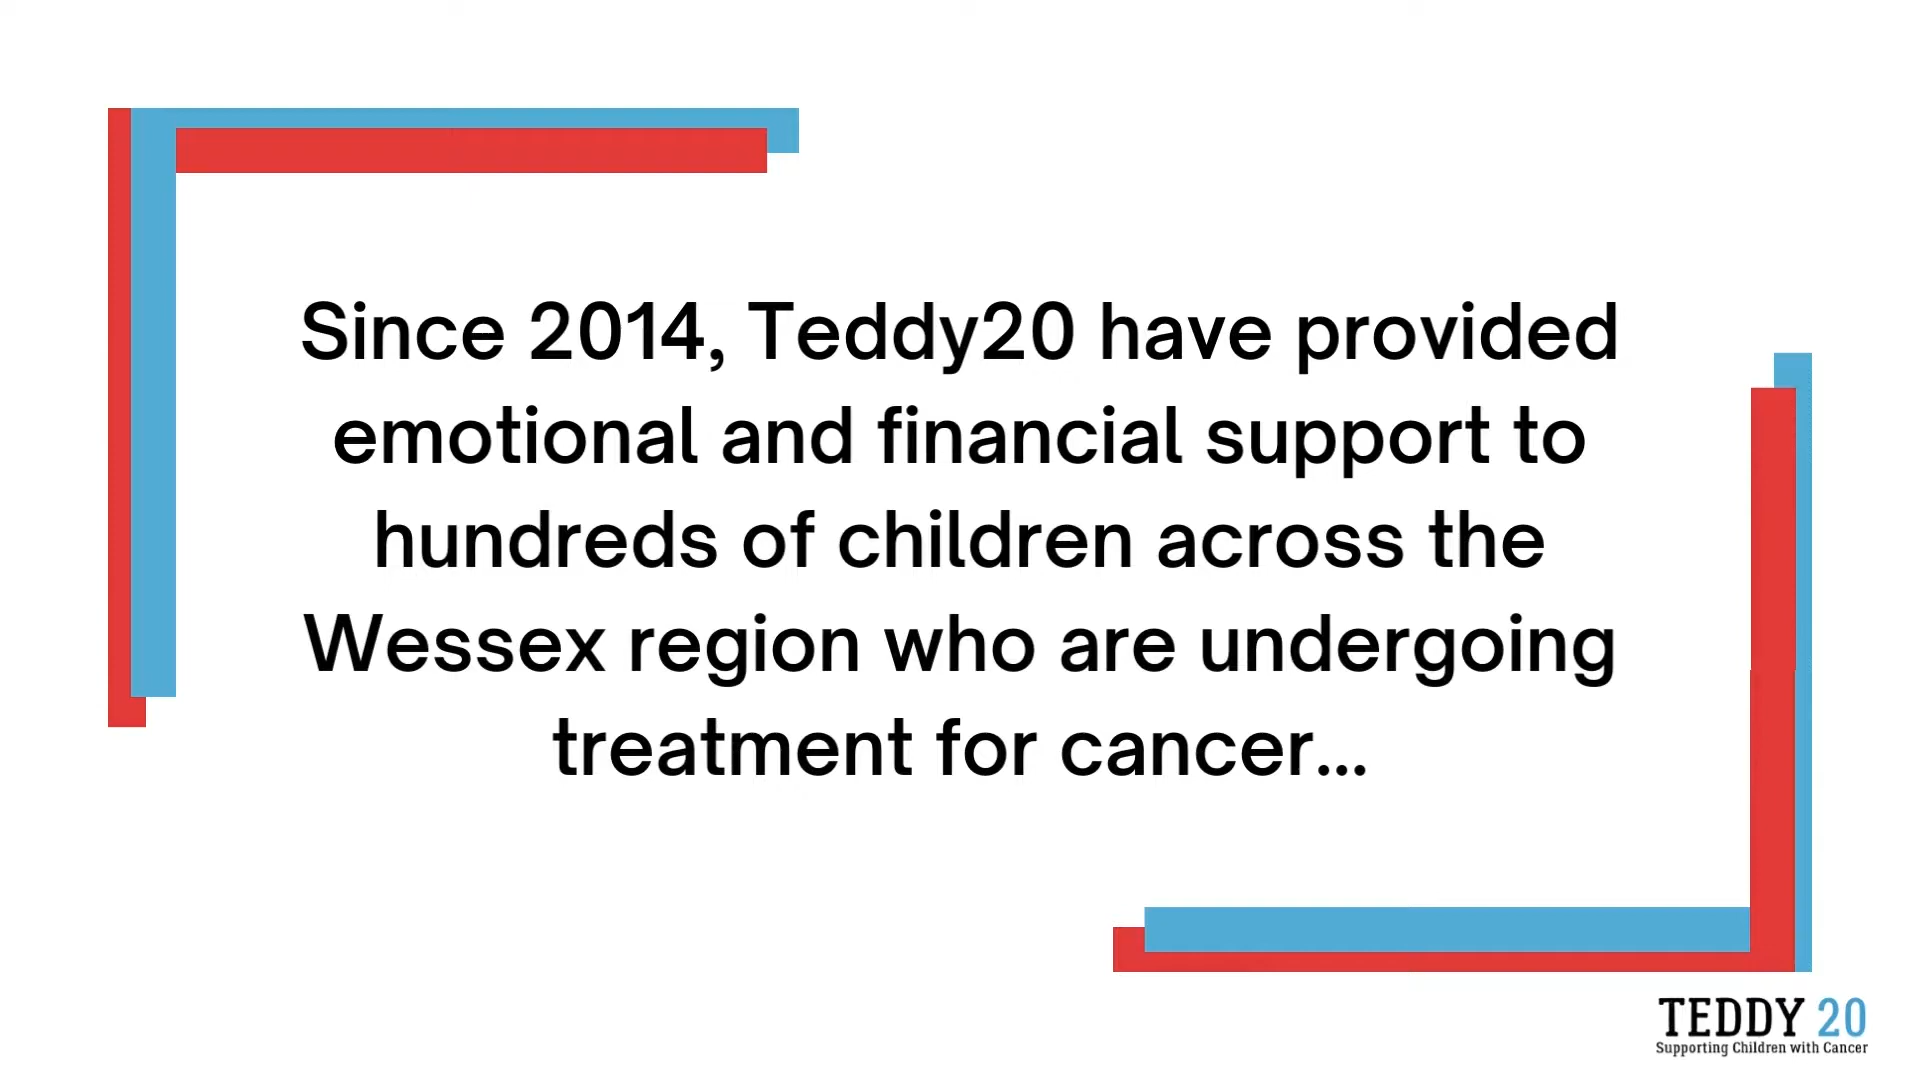 Since 2014, Teddy20 have provided
emotional and financial support to
hundreds of children across the
Wessex region who are undergoing
treatment for cancer...
TEDDY 20
Supporting Children with Cancer